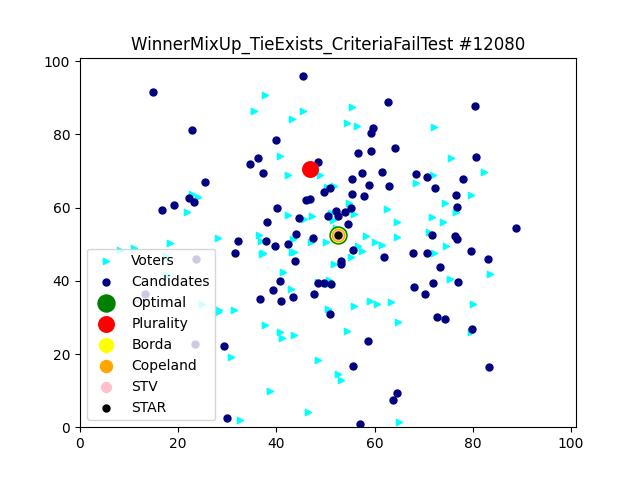 WinnerMixUp_TieExists_CriteriaFailTest #12080
100
80
60
40
20
0
Voters
Candidates
Optimal
Plurality
Borda
Copeland
STV
STAR
0 20 40 60 80 100